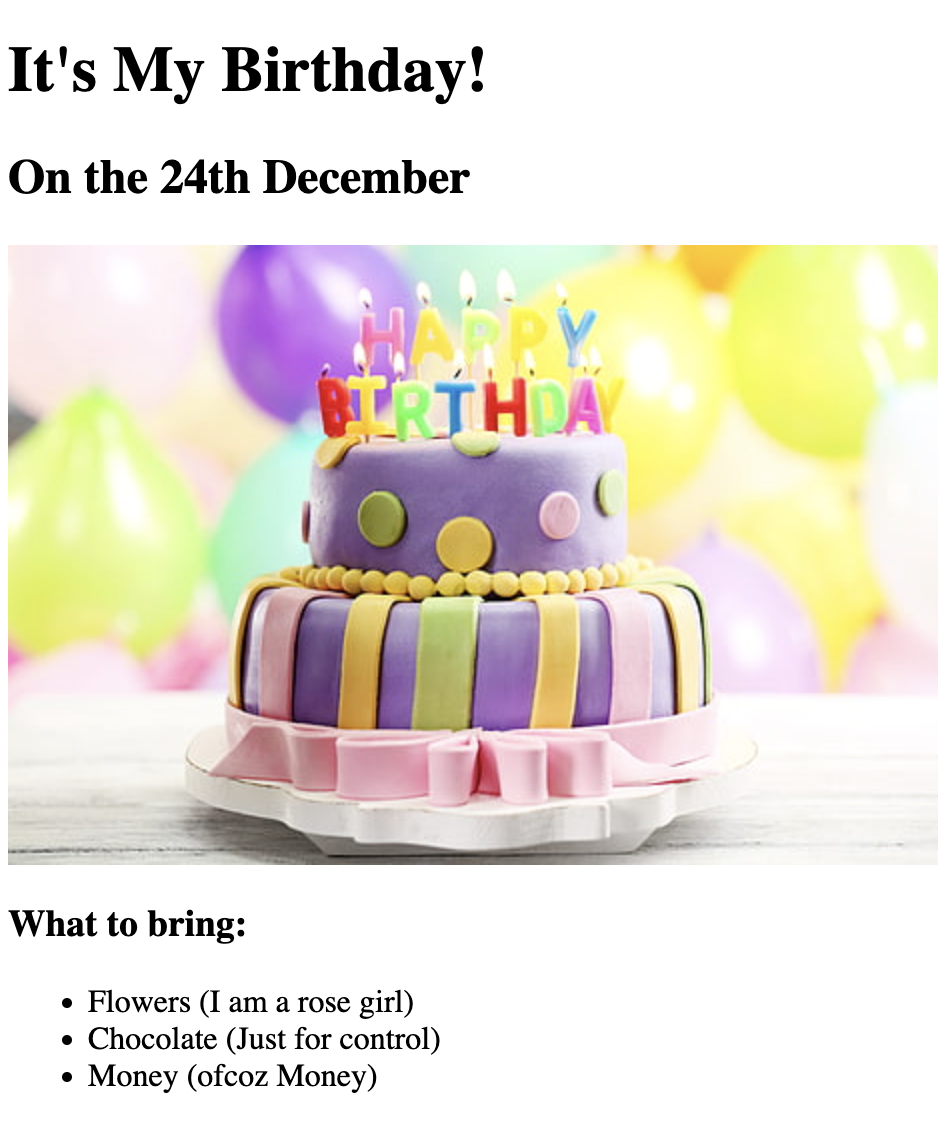 It's My Birthday!
On the 24th December
HAPPY
BIRTHDAY
What to bring:
Flowers (I am a rose girl)
Chocolate (Just for control)
Money (ofcoz Money)